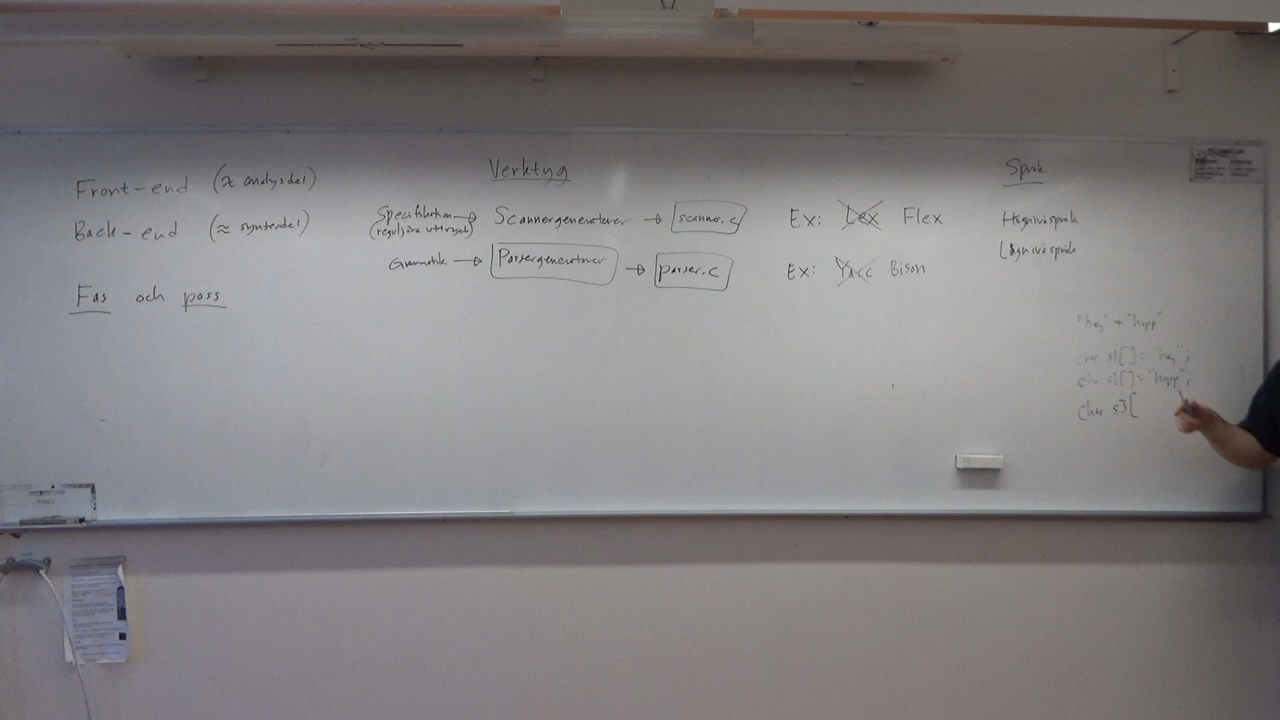 Front-end (≈ analysdel)
Back-end (≈ syntesdel)
Fas och pass
Verktyg
Specifikation → Scannergeneratorer → scanner.c Ex: Lex Flex
(reguljära uttryck)
Grammatik → Parsergeneratorer → parser.c Ex: Yacc Bison
Språk
Högnivåspråk
Lågnivåspråk
"hej" + "hopp"
char s1[] = "hej";
char s2[] = "hopp";
char s3[